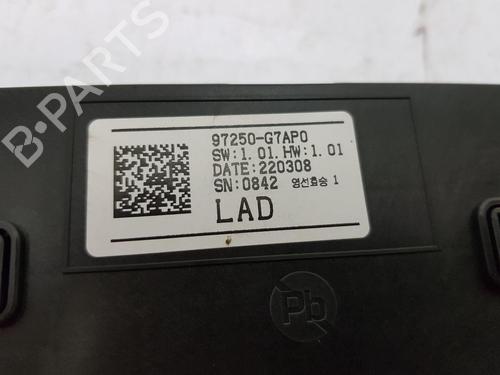 B-PARTS
97250-G7AP0
SW:1.01.HW:1.01
DATE:220308
SN:0842 영선효승 1
LAD
Pb